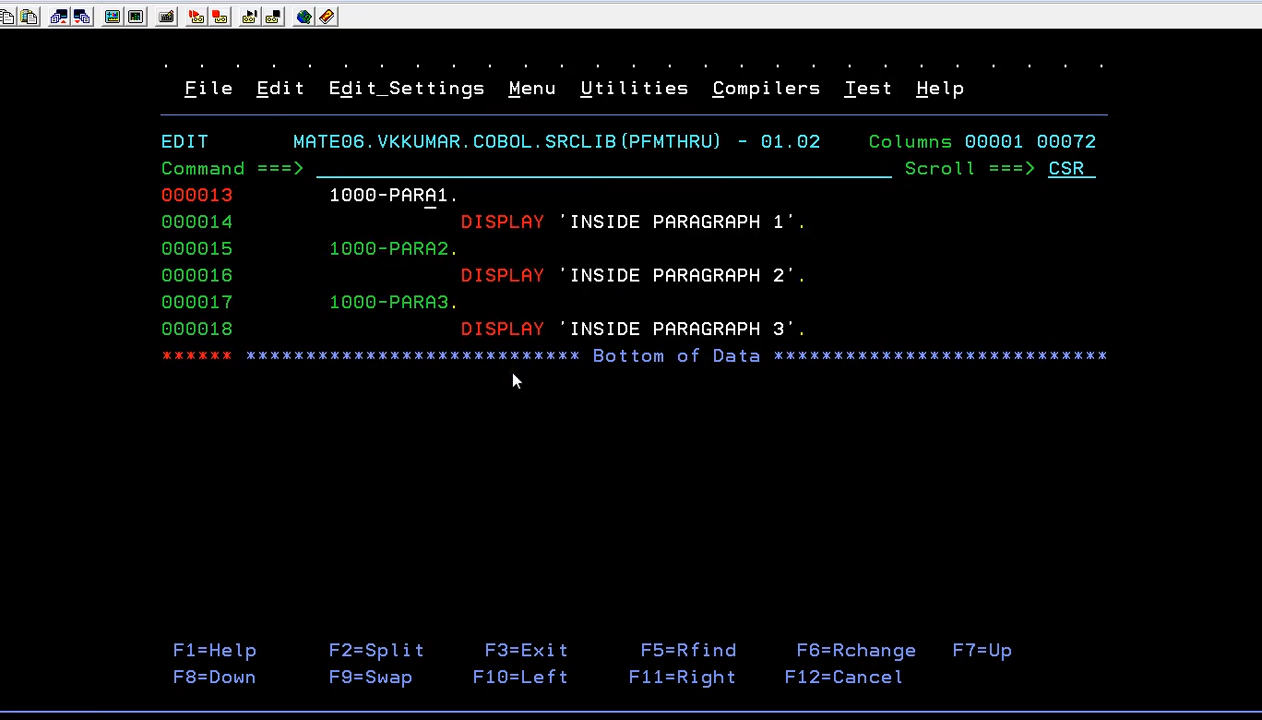 File Edit Edit_Settings Menu Utilities Compilers Test Help
EDIT MATE06.VKKUMAR.COBOL.SRCLIB(PFMTHRU) - 01.02 Columns 00001 00072
Command ===> Scroll ===> CSR
000013 1000-PARA1.
000014 DISPLAY 'INSIDE PARAGRAPH 1'.
000015 1000-PARA2.
000016 DISPLAY 'INSIDE PARAGRAPH 2'.
000017 1000-PARA3.
000018 DISPLAY 'INSIDE PARAGRAPH 3'.
****** **************************** Bottom of Data ****************************
F1=Help F2=Split F3=Exit F5=Rfind F6=Rchange F7=Up
F8=Down F9=Swap F10=Left F11=Right F12=Cancel